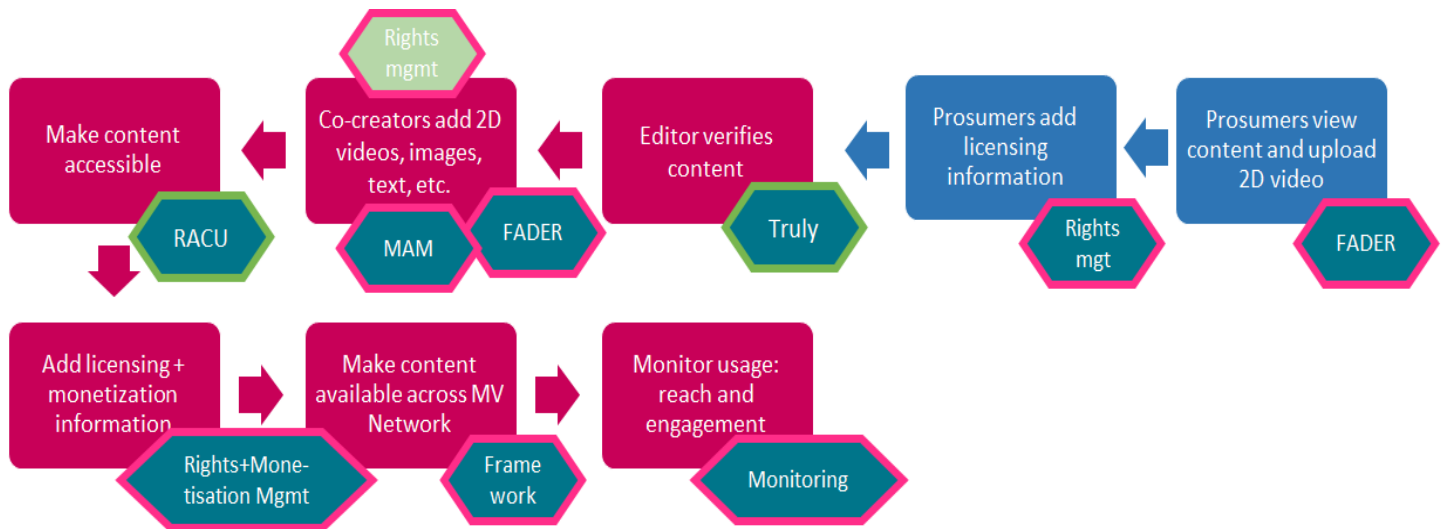 Rights
mgmt
Make content
accessible
RACU
Co-creators add 2D
videos, images,
text, etc.
MAM
FADER
Editor verifies
content
Truly
Prosumers add
licensing
information
Rights
mgt
Prosumers view
content and upload
2D video
FADER
Add licensing +
monetization
information
Rights+Mone-
tisation Mgmt
Make content
available across MV
Network
Frame
work
Monitor usage:
reach and
engagement
Monitoring